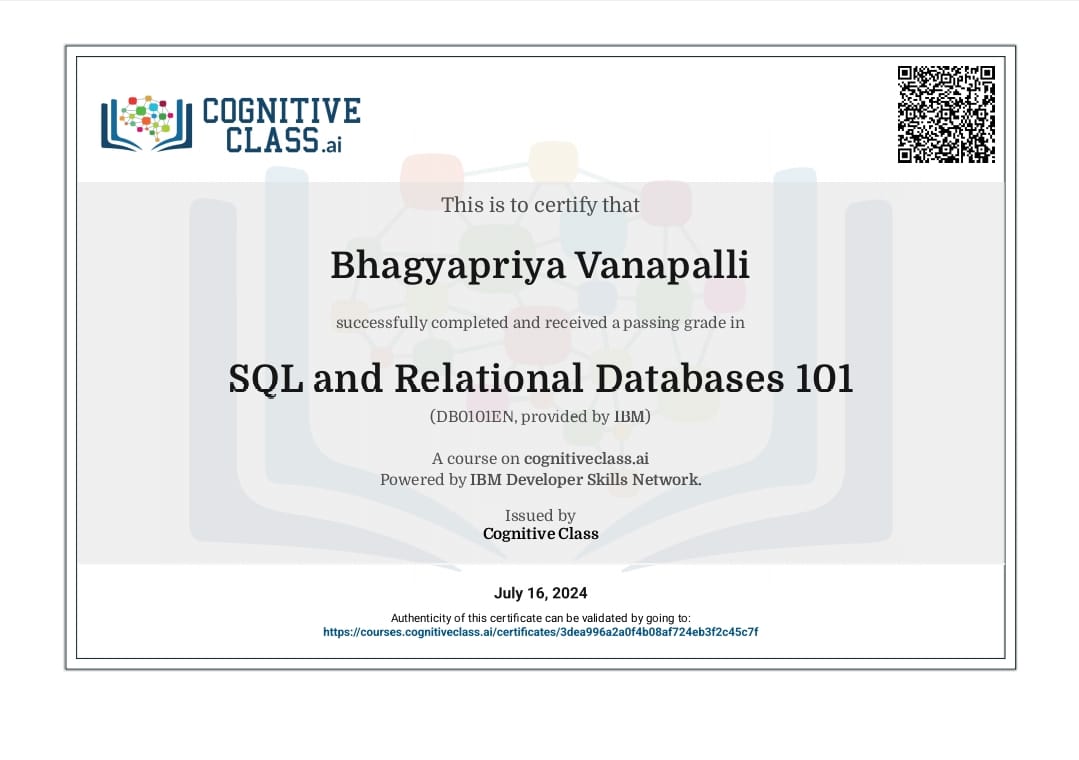 COGNITIVE
CLASS.ai
This is to certify that
Bhagyapriya Vanapalli
successfully completed and received a passing grade in
SQL and Relational Databases 101
(DB0101EN, provided by IBM)
A course on cognitiveclass.ai
Powered by IBM Developer Skills Network.
Issued by
Cognitive Class
July 16, 2024
Authenticity of this certificate can be validated by going to:
https://courses.cognitiveclass.ai/certificates/3dea996a2a0f4b08af724eb3f2c45c7f